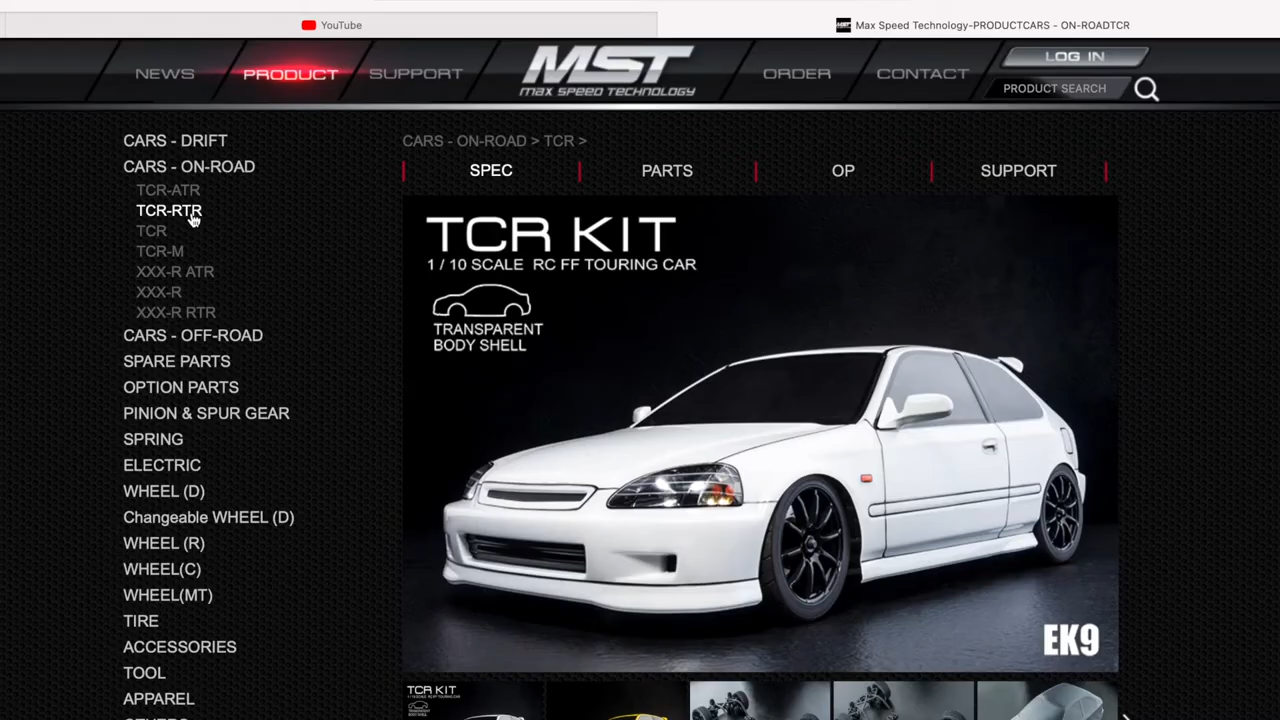 YouTube
Max Speed Technology-PRODUCTCARS - ON-ROADTCR
NEWS
PRODUCT
SUPPORT
MST
MAX SPEED TECHNOLOGY
ORDER
CONTACT
LOG IN
PRODUCT SEARCH
CARS - DRIFT
CARS - ON-ROAD
TCR-ATR
TCR-RTR
TCR
TCR-M
XXX-R ATR
XXX-R
XXX-R RTR
CARS - OFF-ROAD
SPARE PARTS
OPTION PARTS
PINION & SPUR GEAR
SPRING
ELECTRIC
WHEEL (D)
Changeable WHEEL (D)
WHEEL (R)
WHEEL(C)
WHEEL(MT)
TIRE
ACCESSORIES
TOOL
APPAREL
CARS - ON-ROAD > TCR >
SPEC
PARTS
OP
SUPPORT
TCR KIT
1 / 10 SCALE RC FF TOURING CAR
TRANSPARENT
BODY SHELL
EK9
TCR KIT